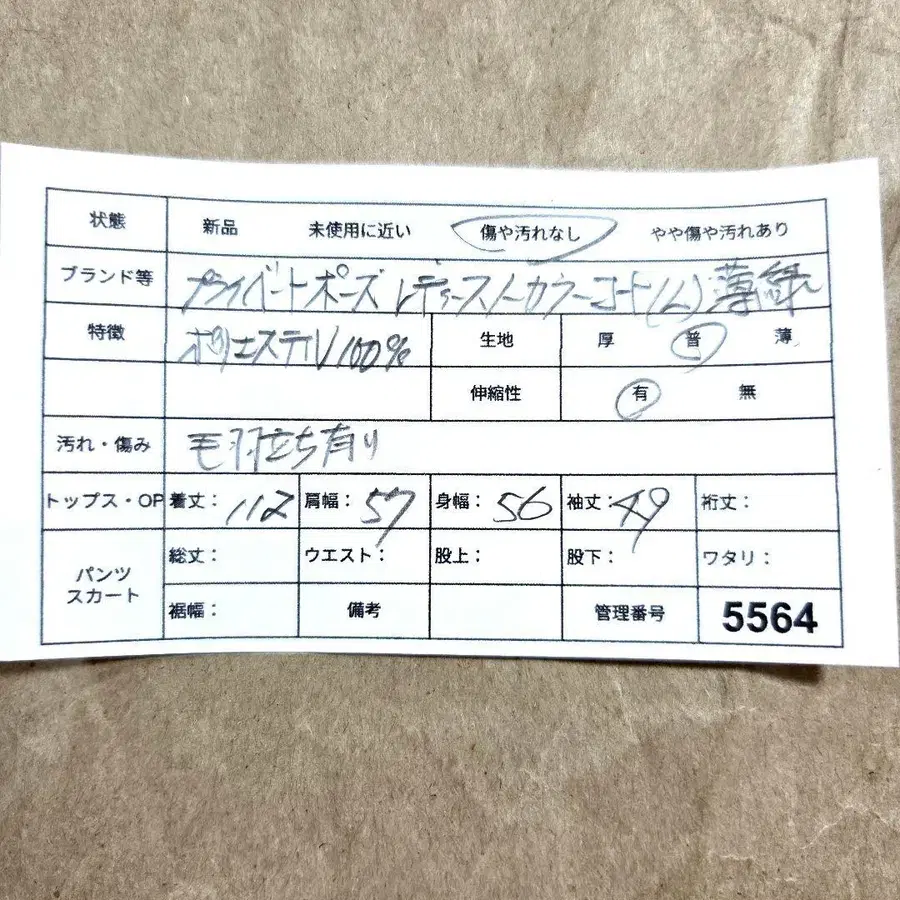 状態 新品 未使用に近い 傷や汚れなし やや傷や汚れあり
ブランド等 プライベートポーズ レディースノーカラーコート(L)薄緑
特徴 ポリエステル100% 生地 厚 普 薄
伸縮性 有 無
汚れ・傷み 毛羽立ち有り
トップス・OP 着丈: 112 肩幅: 57 身幅: 56 袖丈: 49 裄丈:
パンツ スカート 総丈: ウエスト: 股上: 股下: ワタリ:
裾幅: 備考 管理番号 5564